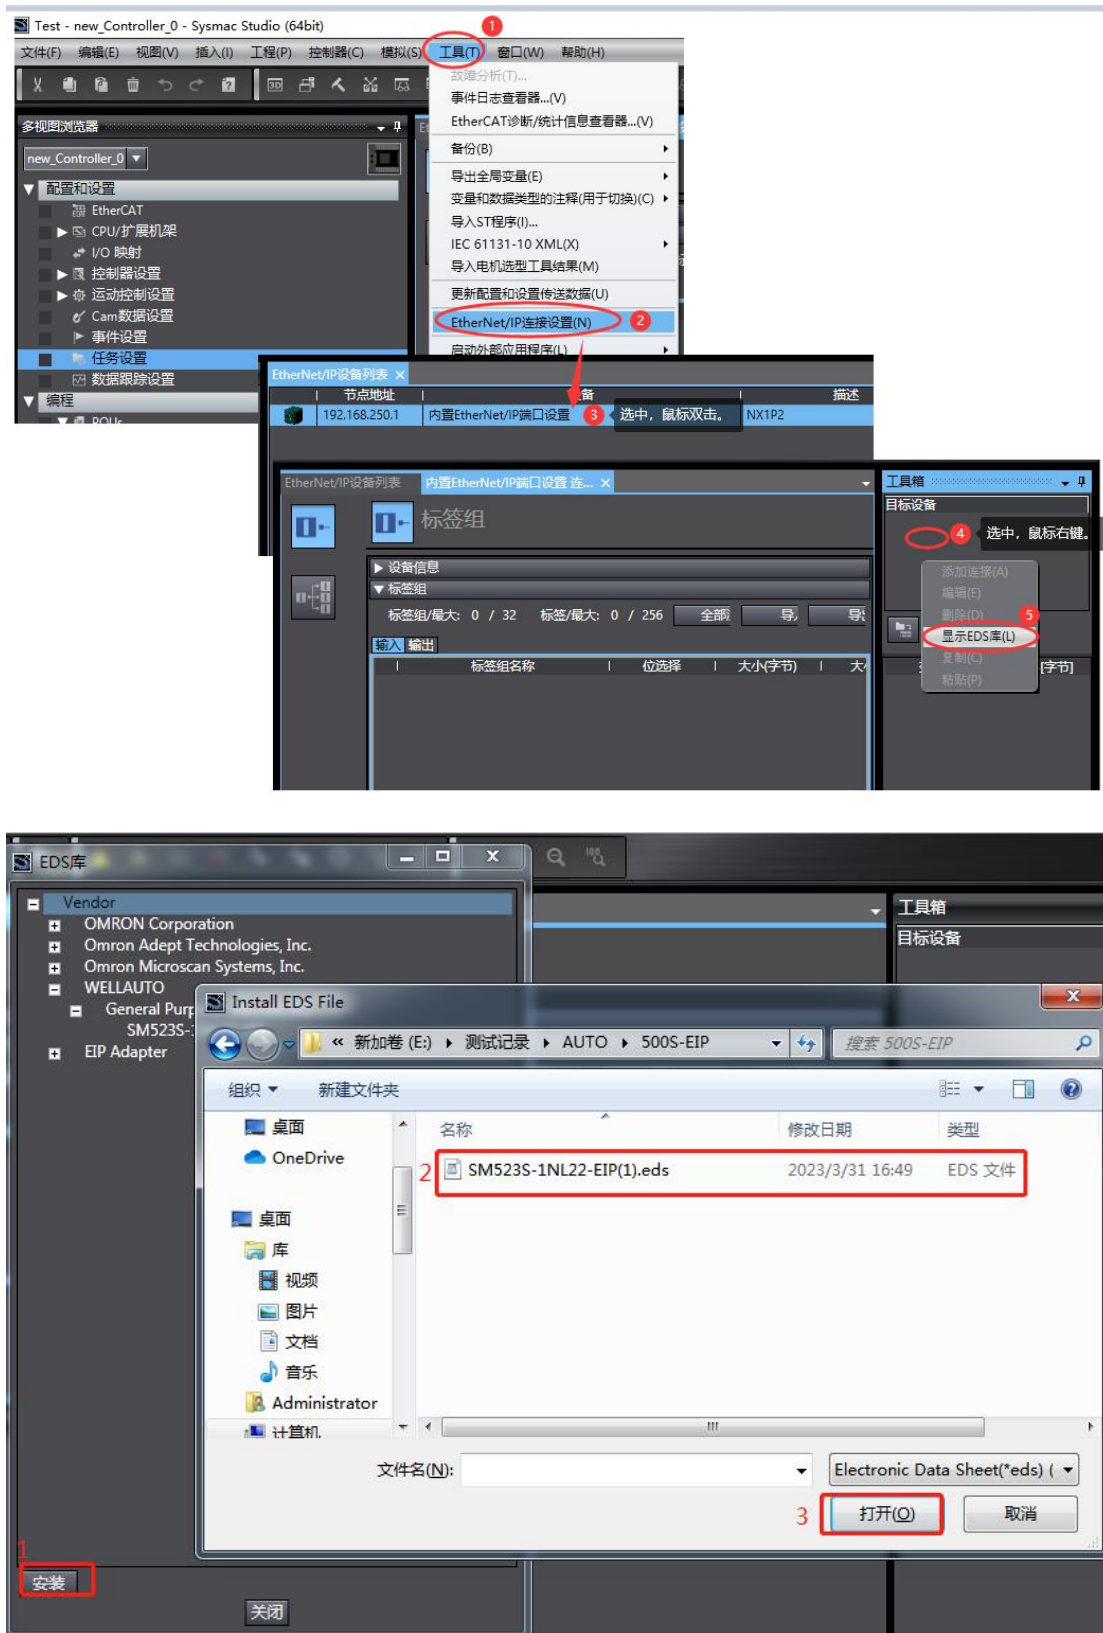 Test - new_Controller_0 - Sysmac Studio (64bit)
1
文件(F) 编辑(E) 视图(V) 插入(I) 工程(P) 控制器(C) 模拟(S) 工具(T) 窗口(W) 帮助(H)
故障分析(T)...
事件日志查看器...(V)
EtherCAT诊断/统计信息查看器...(V)
备份(B)
导出全局变量(E)
变量和数据类型的注释(用于切换)(C)
导入ST程序(I)...
IEC 61131-10 XML(X)
导入电机选型工具结果(M)
更新配置和设置传送数据(U)
EtherNet/IP连接设置(N) 2
启动外部应用程序(L)
多视图浏览器
new_Controller_0
配置和设置
EtherCAT
CPU/扩展机架
I/O 映射
控制器设置
运动控制设置
Cam数据设置
事件设置
任务设置
数据跟踪设置
编程
POUs
EtherNet/IP设备列表
节点地址 备 描述
192.168.250.1 内置EtherNet/IP端口设置 3 选中，鼠标双击。 NX1P2
EtherNet/IP设备列表 内置EtherNet/IP端口设置 连...
标签组
设备信息
标签组
标签组/最大: 0 / 32 标签/最大: 0 / 256 全部 导 导
输入 输出
标签组名称 位选择 大小(字节) 大
工具箱
目标设备
4 选中，鼠标右键。
添加连接(A)
编辑(E)
删除(D) 5
显示EDS库(L)
复制(C)
粘贴(P)
[字节]
EDS库
Vendor
OMRON Corporation
Omron Adept Technologies, Inc.
Omron Microscan Systems, Inc.
WELLAUTO
General Purp
SM523S-
EIP Adapter
工具箱
目标设备
Install EDS File
« 新加卷 (E:) 测试记录 AUTO 500S-EIP
搜索 500S-EIP
组织 新建文件夹
名称 修改日期 类型
2 SM523S-1NL22-EIP(1).eds 2023/3/31 16:49 EDS 文件
桌面
OneDrive
桌面
库
视频
图片
文档
音乐
Administrator
计算机
文件名(N):
Electronic Data Sheet(*eds) (
3 打开(O) 取消
1
安装
关闭